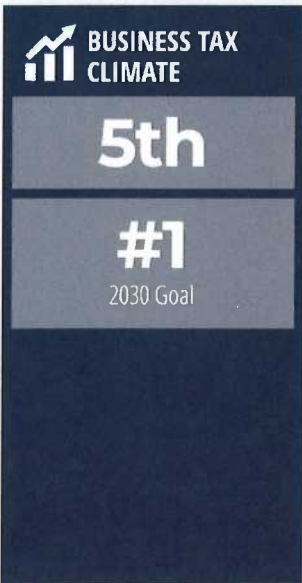 BUSINESS TAX
CLIMATE
5th
#1
2030 Goal